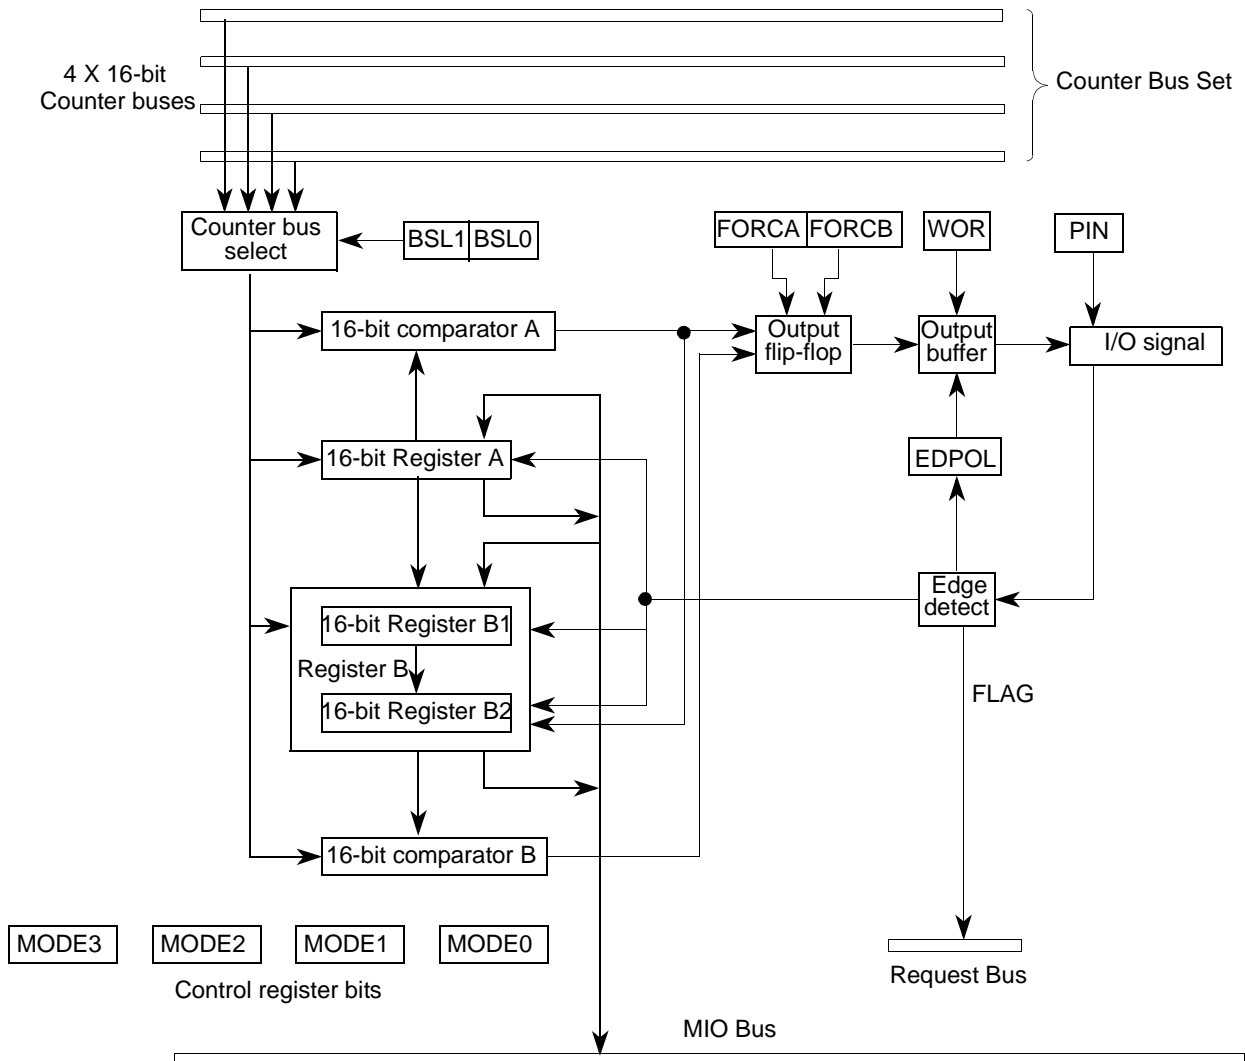 4 X 16-bit
Counter buses
Counter Bus Set
Counter bus
select
BSL1 BSL0
FORCA FORCB
WOR
PIN
16-bit comparator A
Output
flip-flop
Output
buffer
I/O signal
16-bit Register A
EDPOL
Edge
detect
16-bit Register B1
Register B
16-bit Register B2
FLAG
16-bit comparator B
MODE3 MODE2 MODE1 MODE0
Control register bits
Request Bus
MIO Bus